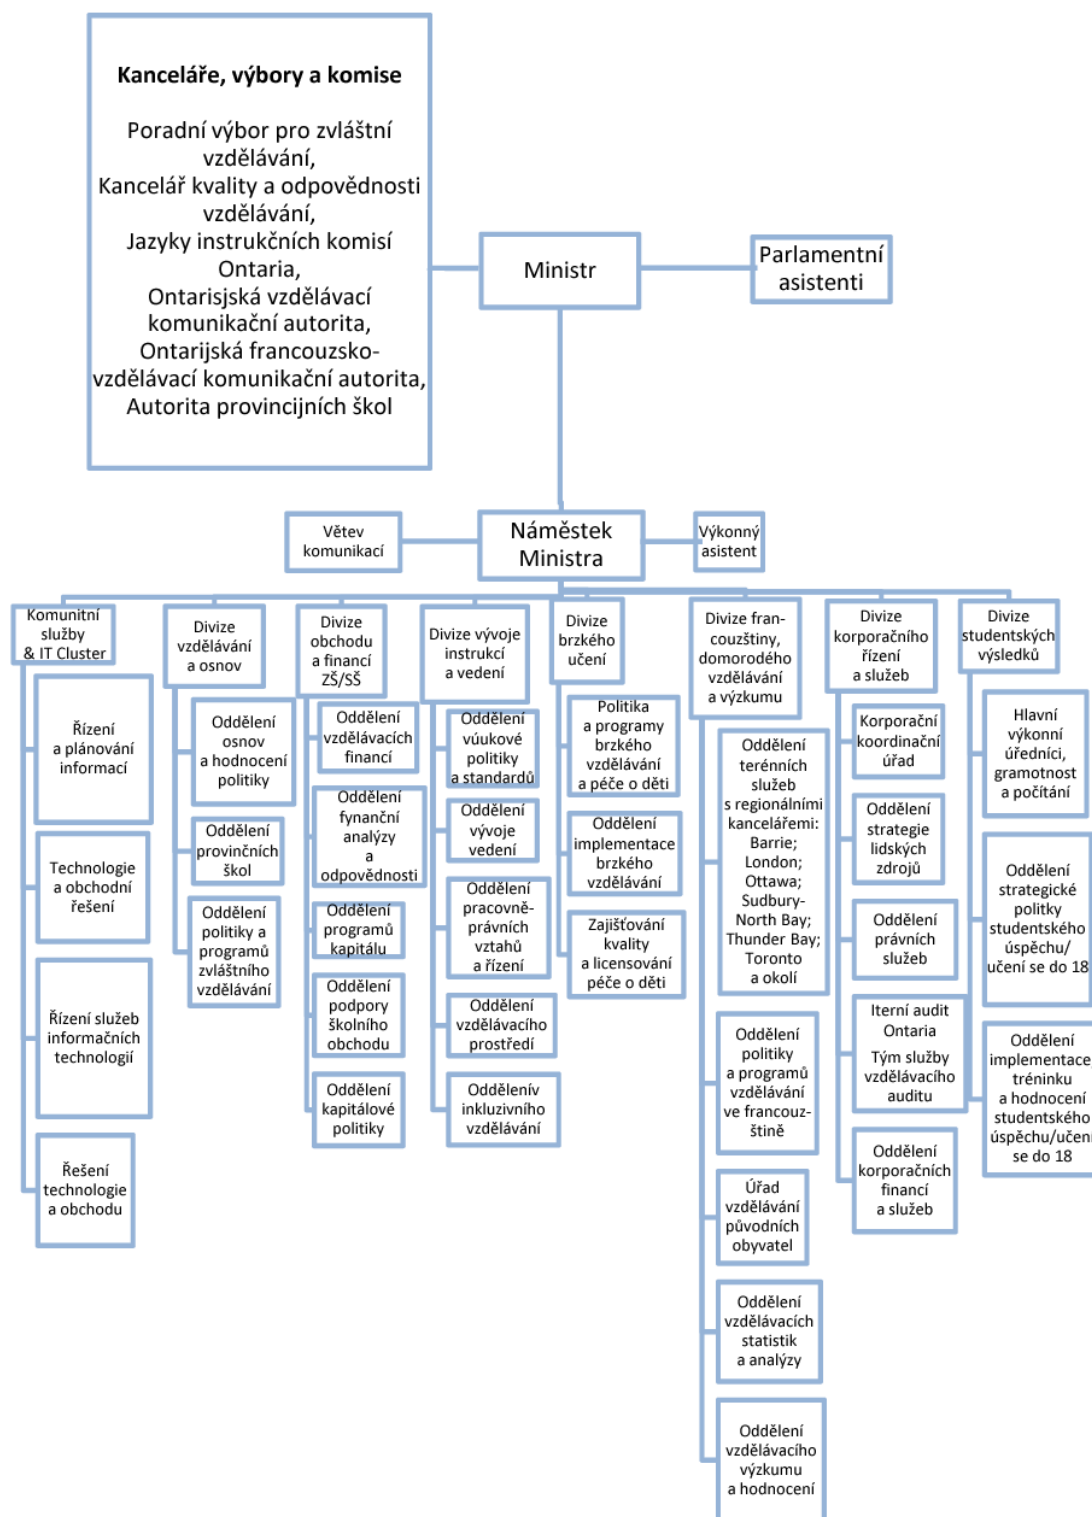 Kanceláře, výbory a komise
Poradní výbor pro zvláštní
vzdělávání,
Kancelář kvality a odpovědnosti
vzdělávání,
Jazyky instrukčních komisí
Ontaria,
Ontarisjská vzdělávací
komunikační autorita,
Ontarijská francouzsko-
vzdělávací komunikační autorita,
Autorita provincijních škol
Ministr
Parlamentní
asistenti
Větev
komunikací
Náměstek
Ministra
Výkonný
asistent
Komunitní
služby
& IT Cluster
Řízení
a plánování
informací
Technologie
a obchodní
řešení
Řízení služeb
informačních
technologií
Řešení
technologie
a obchodu
Divize
vzdělávání
a osnov
Oddělení
osnov
a hodnocení
politiky
Oddělení
provinčních
škol
Oddělení
politiky a
programů
zvláštního
vzdělávání
Divize
obchodu
a financí
ZŠ/SŠ
Oddělení
vzdělávacích
financí
Oddělení
fynanční
analýzy
a
odpovědnosti
Oddělení
programů
kapitálu
Oddělení
podpory
školního
obchodu
Oddělení
kapitálové
politiky
Divize vývoje
instrukcí
a vedení
Oddělení
vúukové
politiky
a standardů
Oddělení
vývoje
vedení
Oddělení
pracovně-
právních
vztahů
a řízení
Oddělení
vzdělávacího
prostředí
Oddělenív
inkluzivního
vzdělávání
Divize
brzkého
učení
Politika
a programy
brzkého
vzdělávání
a péče o děti
Oddělení
implementace
brzkého
vzdělávání
Zajišťování
kvality
a licensování
péče o děti
Divize fran-
couzštiny,
domorodého
vzdělávání
a výzkumu
Oddělení
terénních
služeb
s regionálními
kancelářemi:
Barrie;
London;
Ottawa;
Sudbury-
North Bay;
Thunder Bay;
Toronto
a okolí
Oddělení
politiky
a programů
vzdělávání
ve francouz-
štině
Úřad
vzdělávání
původních
obyvatel
Oddělení
vzdělávacích
statistik
a analýzy
Oddělení
vzdělávacího
výzkumu
a hodnocení
Divize
korporačního
řízení
a služeb
Korporační
koordinační
úřad
Oddělení
strategie
lidských
zdrojů
Oddělení
právních
služeb
Iterní audit
Ontaria
Tým služby
vzdělávacího
auditu
Oddělení
korporačních
financí
a služeb
Divize
studentských
výsledků
Hlavní
výkonní
úředníci,
gramotnost
a počítání
Oddělení
strategické
politky
studentského
úspěchu/
učení se do 18
Oddělení
implementace,
tréninku
a hodnocení
studentského
úspěchu/učení
se do 18